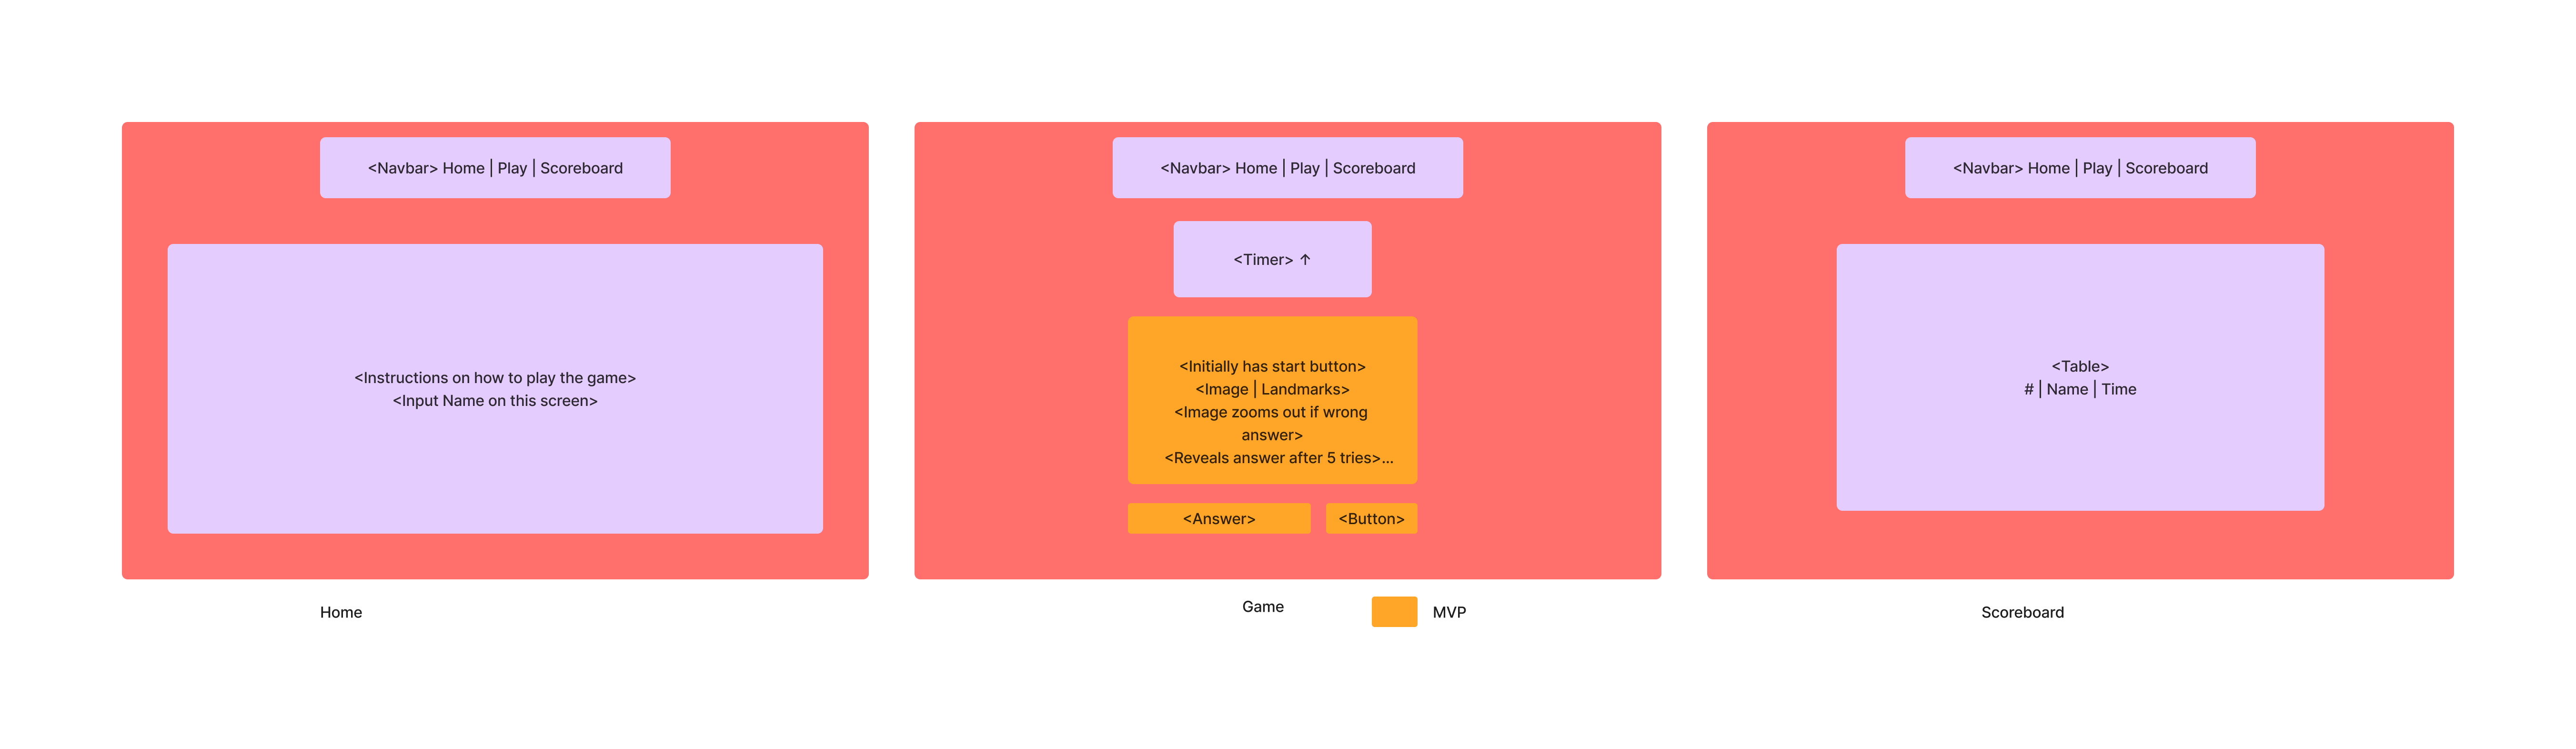 <Navbar> Home | Play | Scoreboard
<Instructions on how to play the game>
<Input Name on this screen>
Home
<Navbar> Home | Play | Scoreboard
<Timer> ↑
<Initially has start button>
<Image | Landmarks>
<Image zooms out if wrong
answer>
<Reveals answer after 5 tries>...
<Answer>
<Button>
Game
MVP
<Navbar> Home | Play | Scoreboard
<Table>
# | Name | Time
Scoreboard